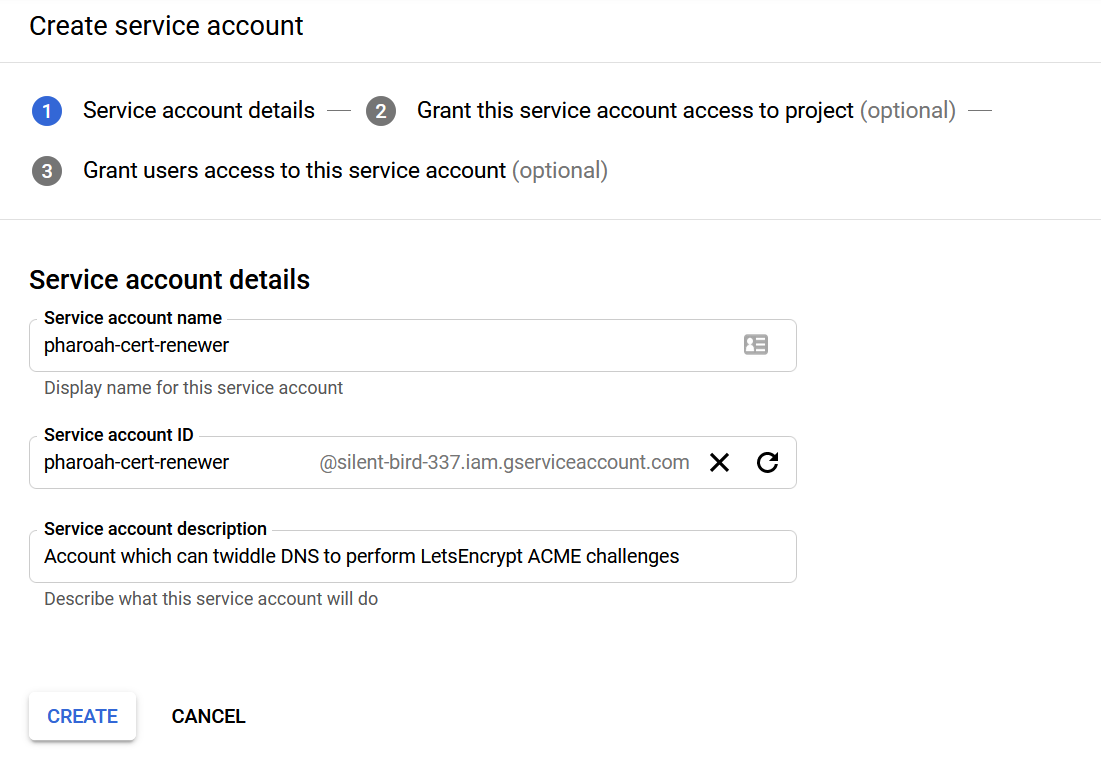 Create service account
1 Service account details
2 Grant this service account access to project (optional)
3 Grant users access to this service account (optional)
Service account details
Service account name
pharoah-cert-renewer
Display name for this service account
Service account ID
pharoah-cert-renewer @silent-bird-337.iam.gserviceaccount.com
Service account description
Account which can twiddle DNS to perform LetsEncrypt ACME challenges
Describe what this service account will do
CREATE CANCEL